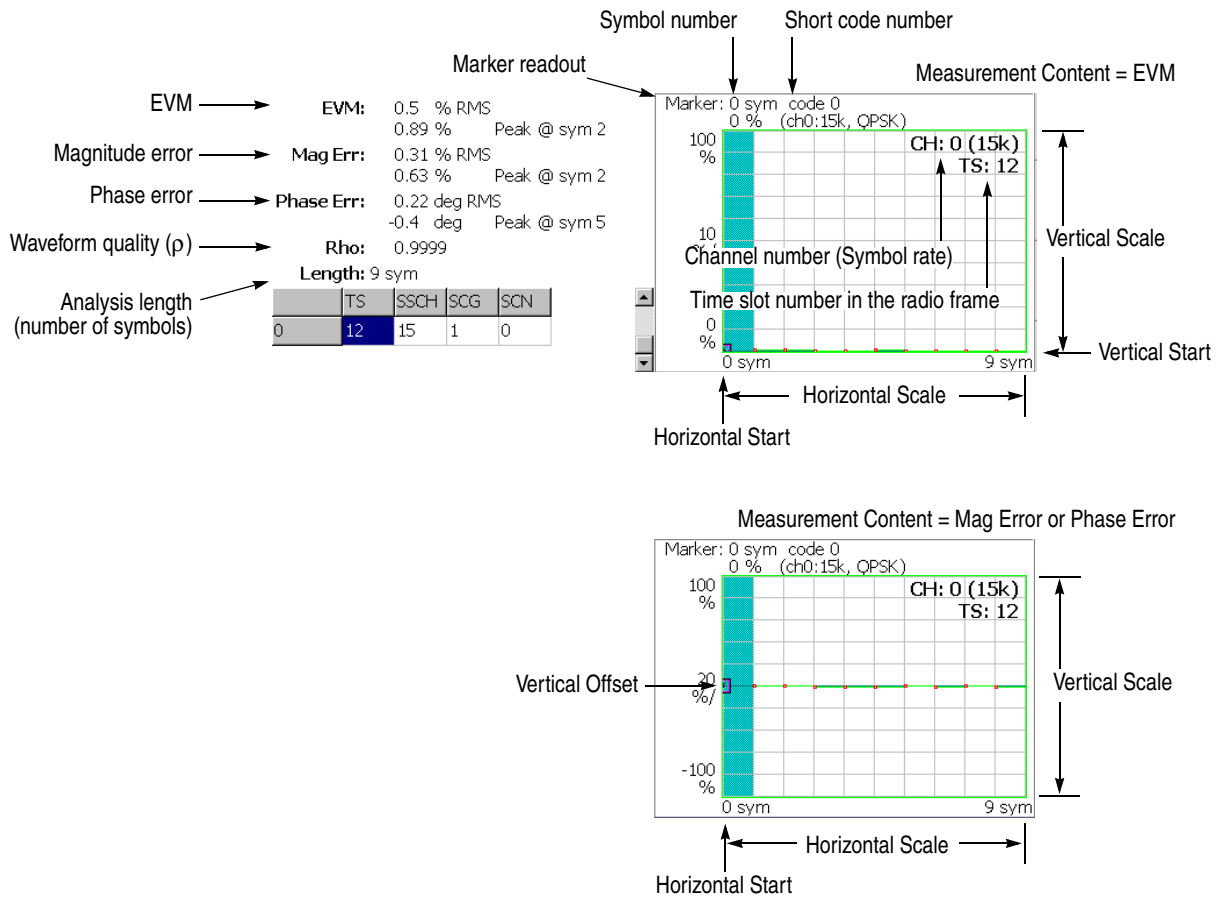 Symbol number
Short code number
Marker readout
Measurement Content = EVM
EVM
EVM: 0.5 % RMS
0.89 % Peak @ sym 2
Magnitude error
Mag Err: 0.31 % RMS
0.63 % Peak @ sym 2
Phase error
Phase Err: 0.22 deg RMS
-0.4 deg Peak @ sym 5
Waveform quality (ρ)
Rho: 0.9999
Length: 9 sym
Analysis length
(number of symbols)
TS SSCH SCG SCN
0 12 15 1 0
Marker: 0 sym code 0
0 % (ch0:15k, QPSK)
100
%
CH: 0 (15k)
TS: 12
10
Channel number (Symbol rate)
Time slot number in the radio frame
0
%
0 sym 9 sym
Vertical Scale
Vertical Start
Horizontal Scale
Horizontal Start
Measurement Content = Mag Error or Phase Error
Marker: 0 sym code 0
0 % (ch0:15k, QPSK)
100
%
CH: 0 (15k)
TS: 12
Vertical Offset
20
%/
Vertical Scale
-100
%
0 sym 9 sym
Horizontal Scale
Horizontal Start